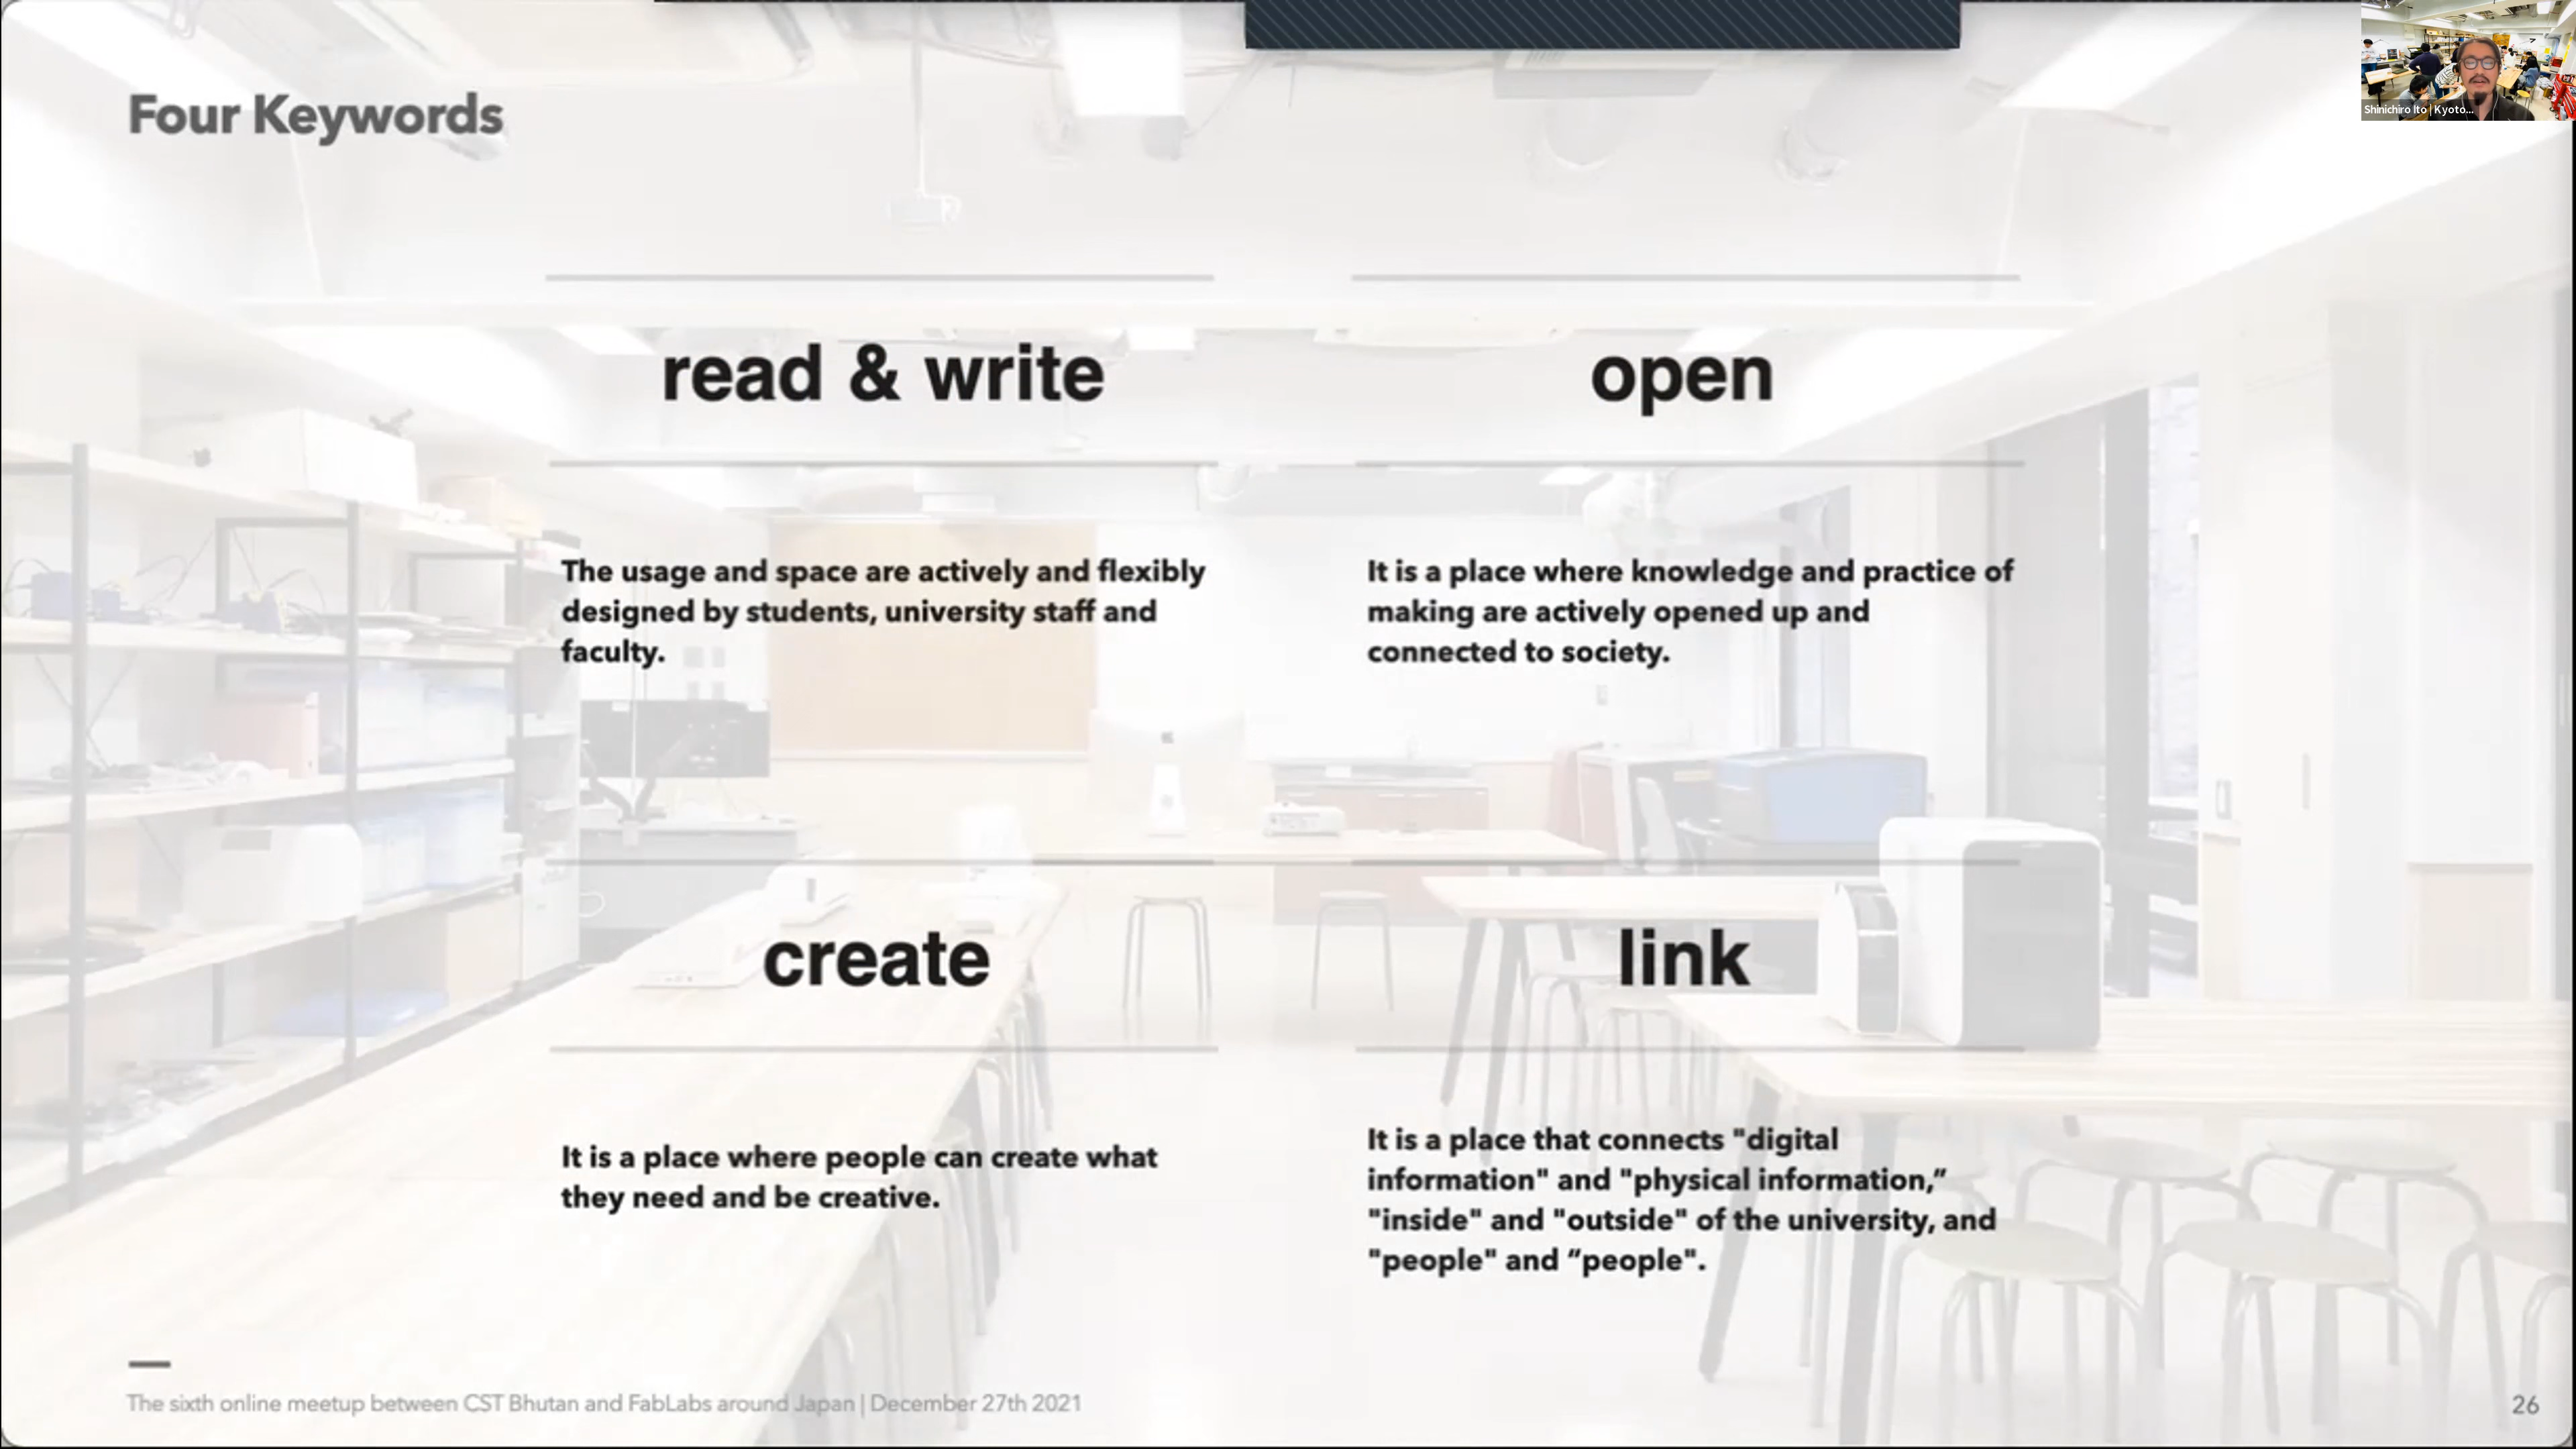 Four Keywords
Shinichiro Ito | Kyoto...
read & write
open
The usage and space are actively and flexibly
designed by students, university staff and
faculty.
It is a place where knowledge and practice of
making are actively opened up and
connected to society.
create
link
It is a place where people can create what
they need and be creative.
It is a place that connects "digital
information" and "physical information,”
"inside" and "outside" of the university, and
"people" and “people".
The sixth online meetup between CST Bhutan and FabLabs around Japan | December 27th 2021
26